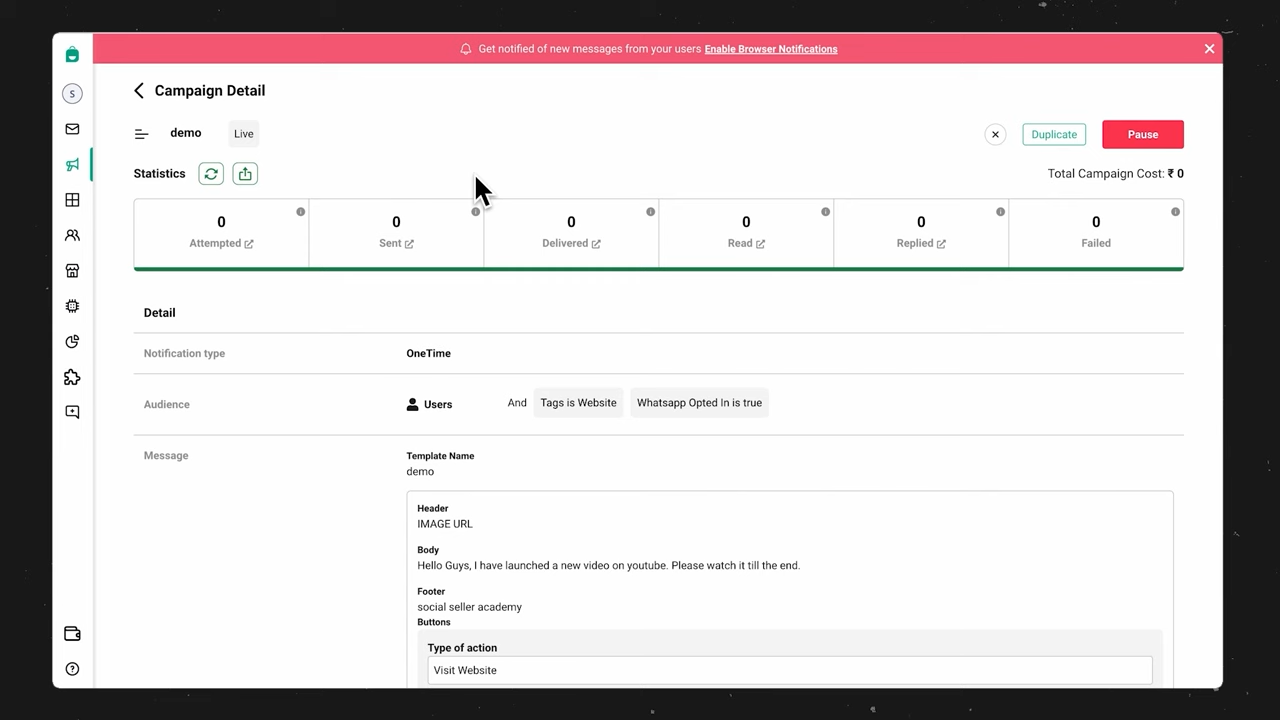 Get notified of new messages from your users Enable Browser Notifications
S
Campaign Detail
demo Live
Duplicate
Pause
Statistics
Total Campaign Cost: ₹ 0
0 0 0 0 0 0
Attempted Sent Delivered Read Replied Failed
Detail
Notification type OneTime
Audience Users And Tags is Website Whatsapp Opted In is true
Message Template Name
demo
Header
IMAGE URL
Body
Hello Guys, I have launched a new video on youtube. Please watch it till the end.
Footer
social seller academy
Buttons
Type of action
Visit Website